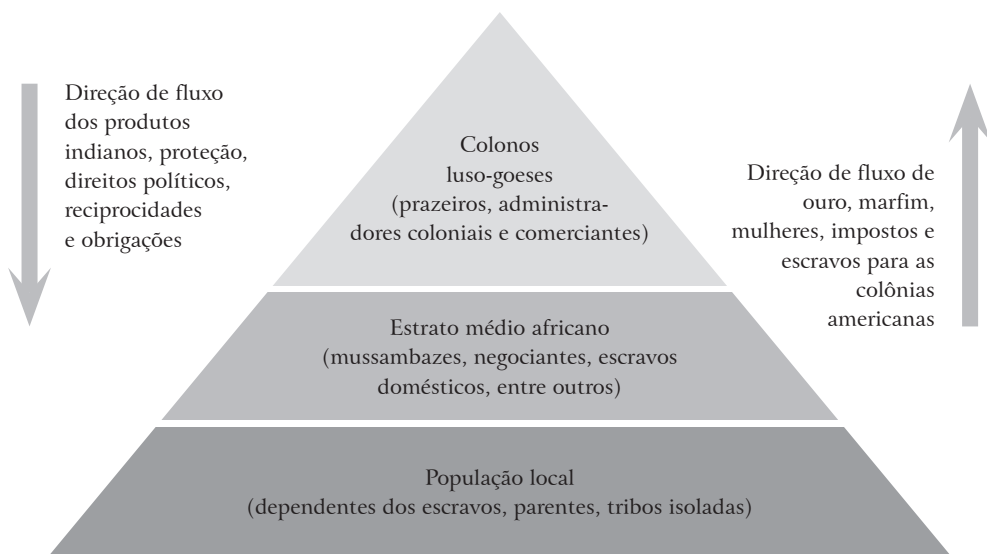 Direção de fluxo
dos produtos
indianos, proteção,
direitos políticos,
reciprocidades
e obrigações
Colonos
luso-goeses
(prazeiros, administra-
dores coloniais e comerciantes)
Direção de fluxo de
ouro, marfim,
mulheres, impostos e
escravos para as
colônias
americanas
Estrato médio africano
(mussambazes, negociantes, escravos
domésticos, entre outros)
População local
(dependentes dos escravos, parentes, tribos isoladas)